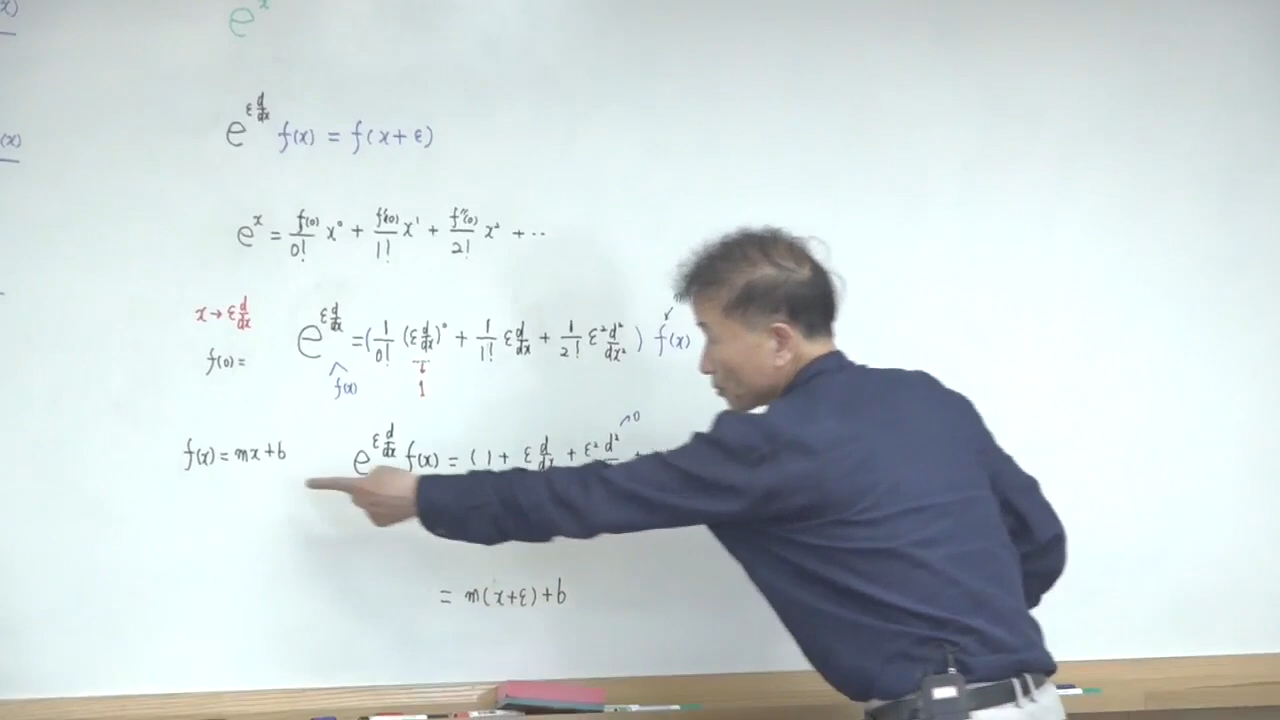 x)
e^x
e^{ε d/dx} f(x) = f(x+ε)
(x)
e^x = f(0)/0! x^0 + f'(0)/1! x^1 + f''(0)/2! x^2 + ··
x → ε d/dx
e^{ε d/dx} = ( 1/0! (ε d/dx)^0 + 1/1! ε d/dx + 1/2! ε^2 d^2/dx^2 ) f(x)
f(0) =
f(x)
1
0
f(x) = mx+b
e^{ε d/dx} f(x) = ( 1 + ε d/dx + ε^2 d^2
= m(x+ε)+b